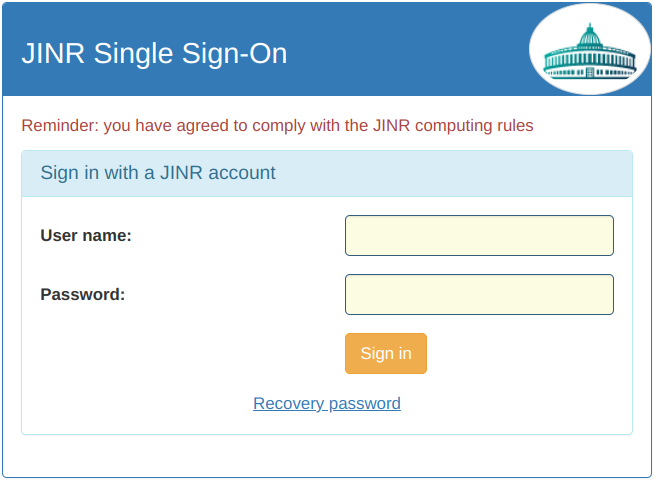 JINR Single Sign-On
Reminder: you have agreed to comply with the JINR computing rules
Sign in with a JINR account
User name:
Password:
Sign in
Recovery password